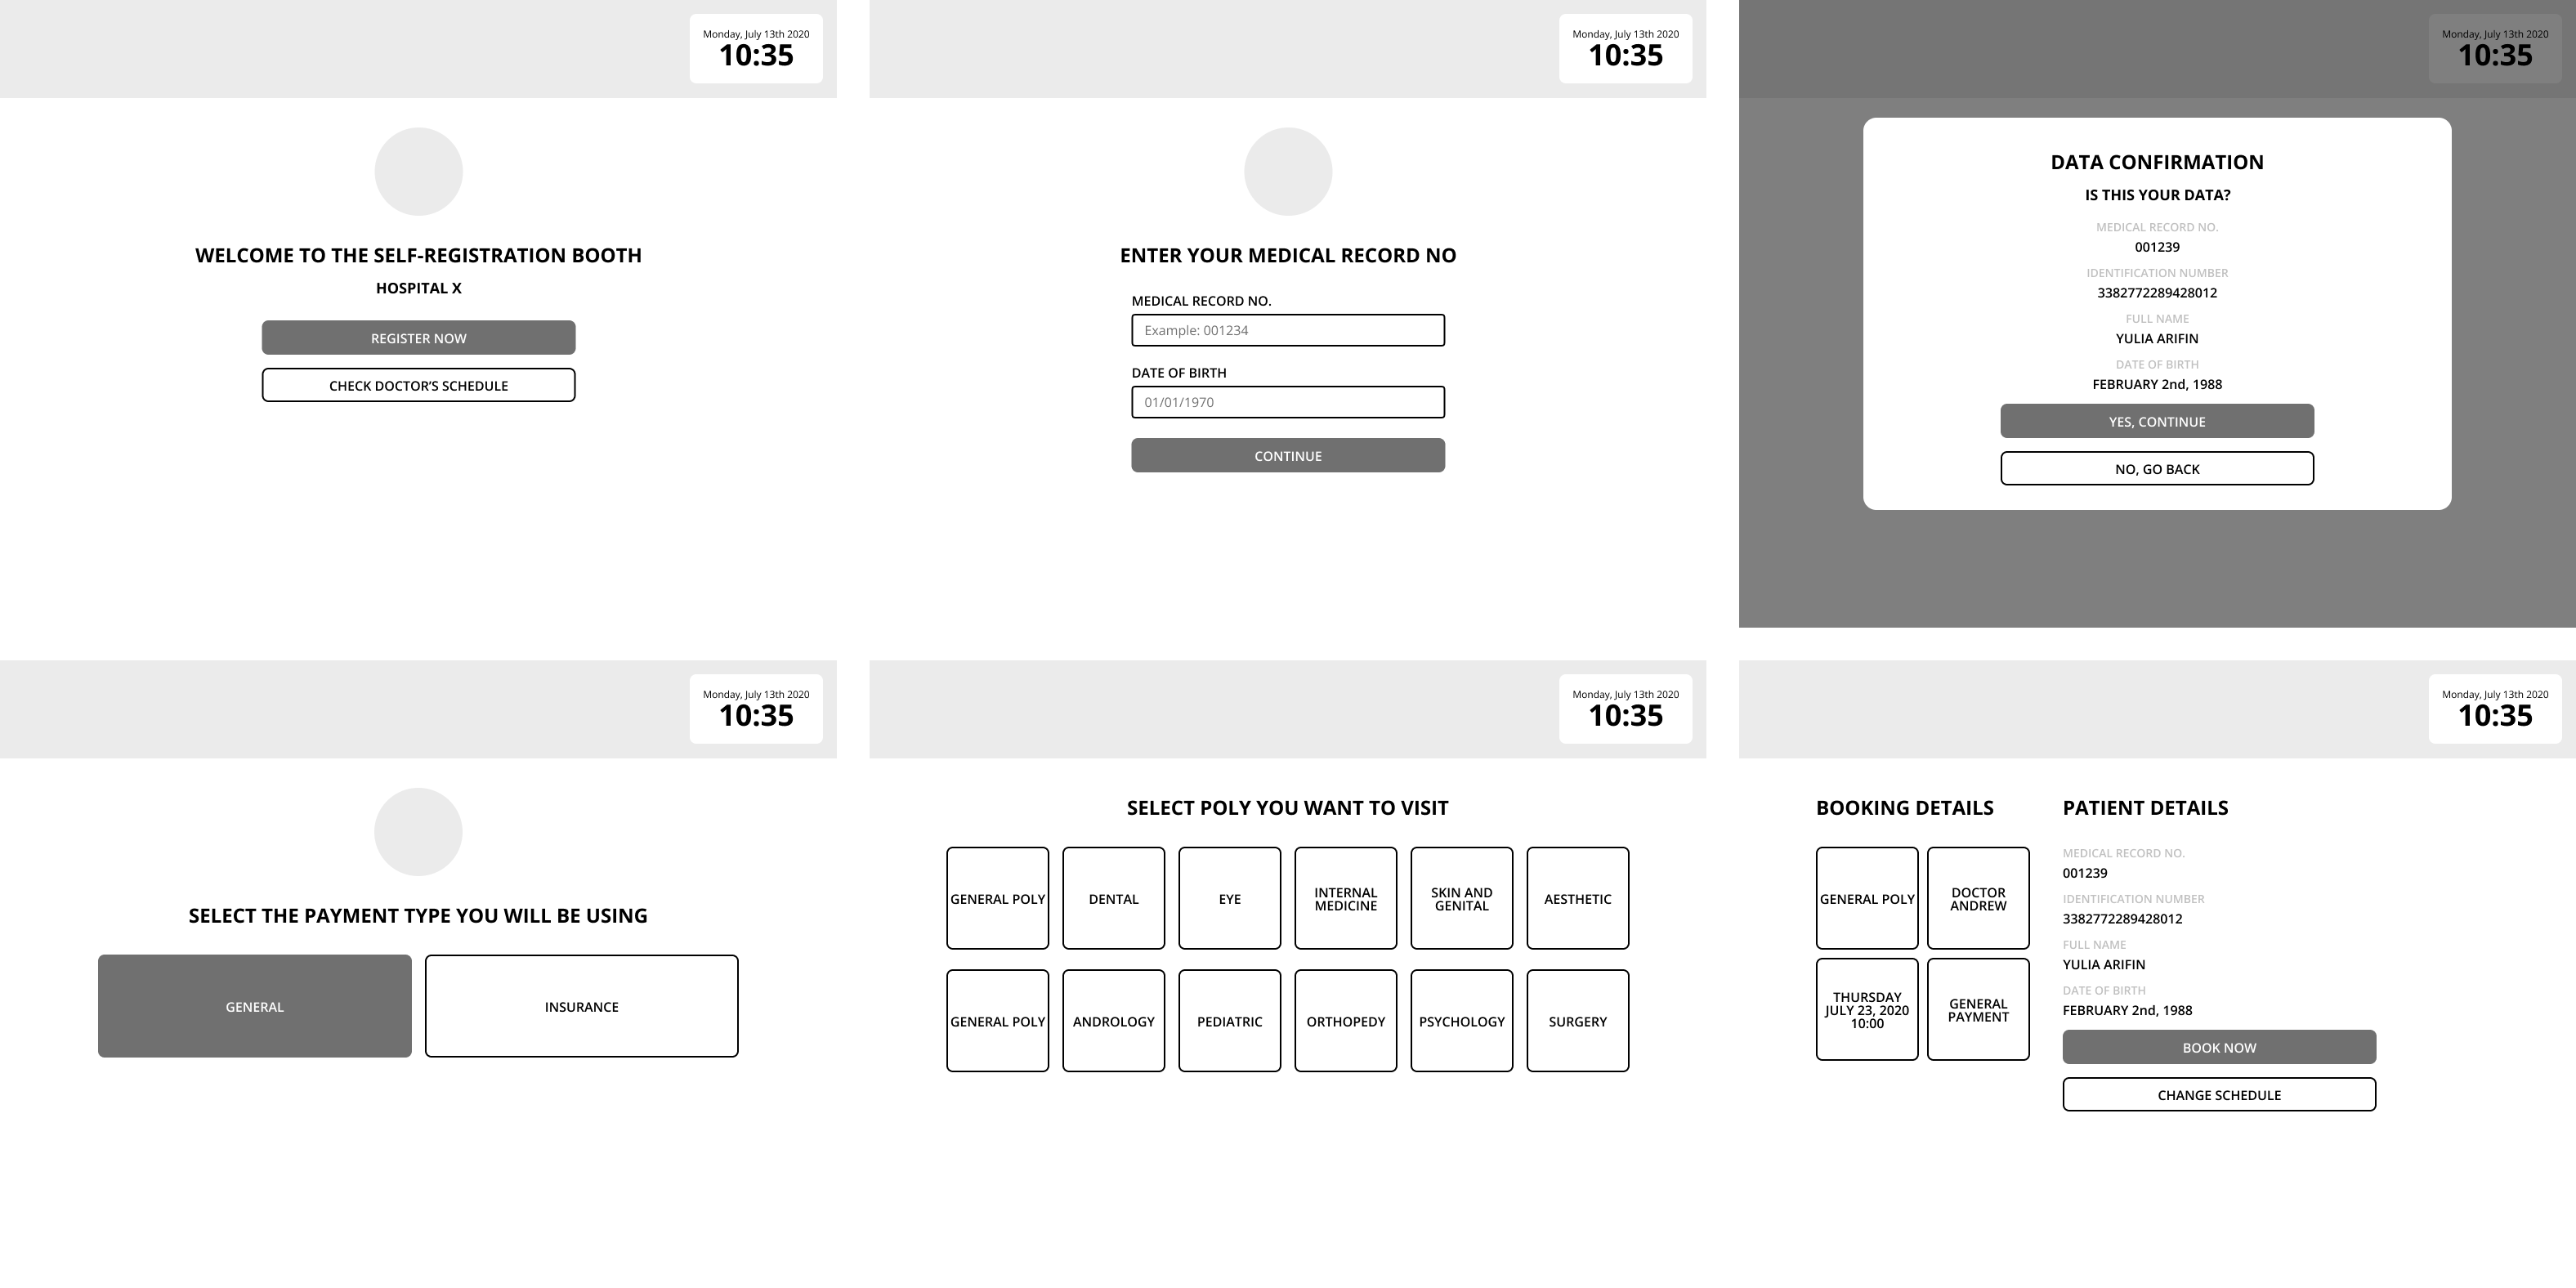 Monday, July 13th 2020
10:35
WELCOME TO THE SELF-REGISTRATION BOOTH
HOSPITAL X
REGISTER NOW
CHECK DOCTOR'S SCHEDULE
Monday, July 13th 2020
10:35
ENTER YOUR MEDICAL RECORD NO
MEDICAL RECORD NO.
Example: 001234
DATE OF BIRTH
01/01/1970
CONTINUE
Monday, July 13th 2020
10:35
DATA CONFIRMATION
IS THIS YOUR DATA?
MEDICAL RECORD NO.
001239
IDENTIFICATION NUMBER
3382772289428012
FULL NAME
YULIA ARIFIN
DATE OF BIRTH
FEBRUARY 2nd, 1988
YES, CONTINUE
NO, GO BACK
Monday, July 13th 2020
10:35
SELECT THE PAYMENT TYPE YOU WILL BE USING
GENERAL
INSURANCE
Monday, July 13th 2020
10:35
SELECT POLY YOU WANT TO VISIT
GENERAL POLY
DENTAL
EYE
INTERNAL
MEDICINE
SKIN AND
GENITAL
AESTHETIC
GENERAL POLY
ANDROLOGY
PEDIATRIC
ORTHOPEDY
PSYCHOLOGY
SURGERY
Monday, July 13th 2020
10:35
BOOKING DETAILS
GENERAL POLY
DOCTOR
ANDREW
THURSDAY
JULY 23, 2020
10:00
GENERAL
PAYMENT
PATIENT DETAILS
MEDICAL RECORD NO.
001239
IDENTIFICATION NUMBER
3382772289428012
FULL NAME
YULIA ARIFIN
DATE OF BIRTH
FEBRUARY 2nd, 1988
BOOK NOW
CHANGE SCHEDULE